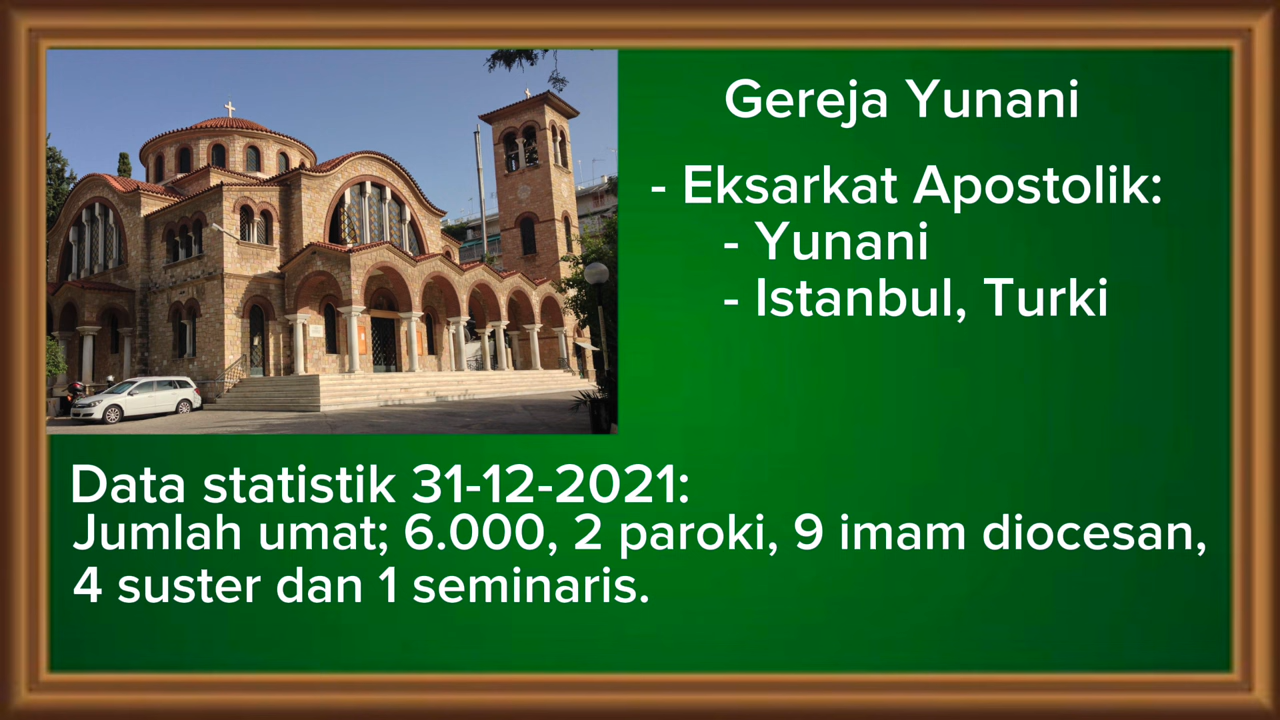 Gereja Yunani
- Eksarkat Apostolik:
- Yunani
- Istanbul, Turki
Data statistik 31-12-2021:
Jumlah umat; 6.000, 2 paroki, 9 imam diocesan,
4 suster dan 1 seminaris.